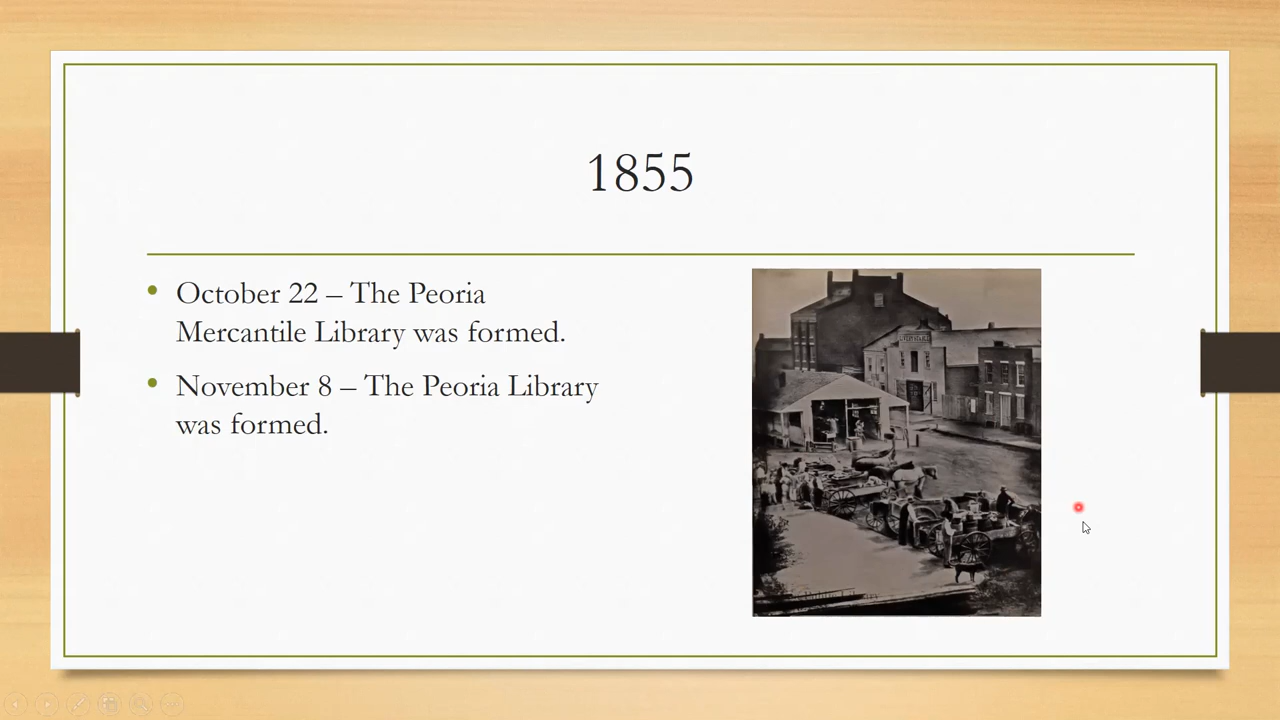 1855
• October 22 – The Peoria
Mercantile Library was formed.
• November 8 – The Peoria Library
was formed.